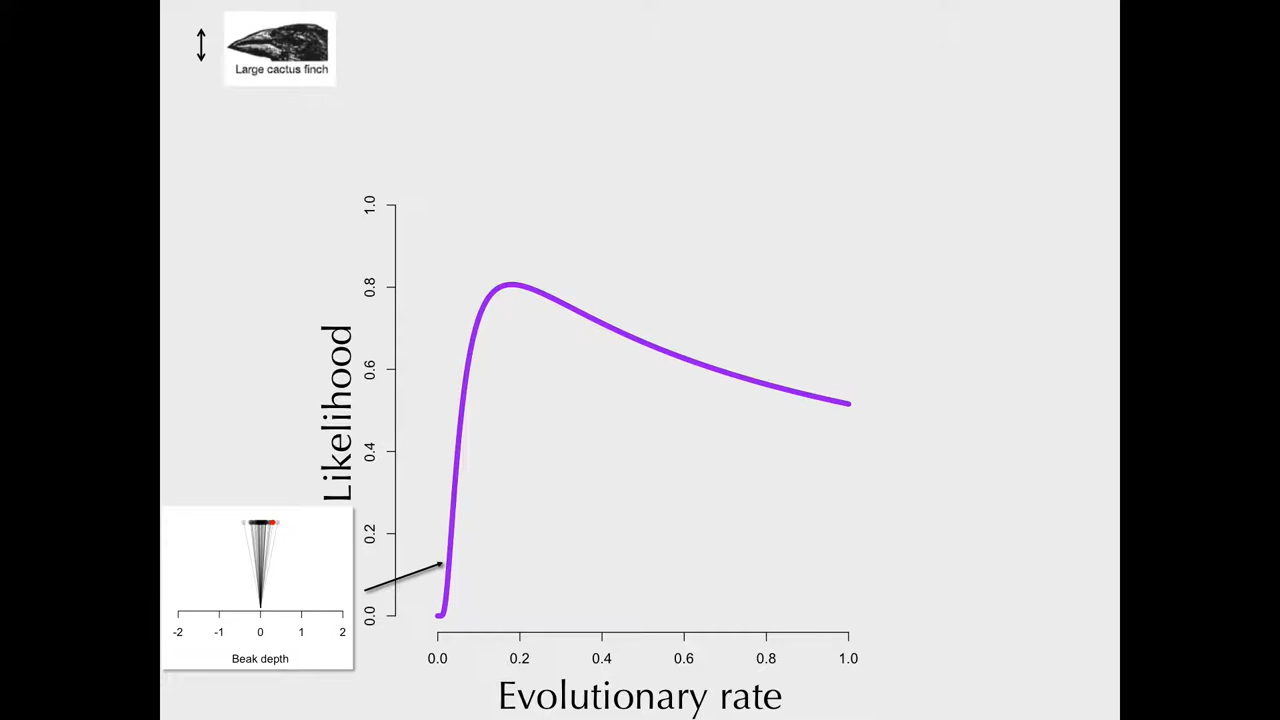 Large cactus finch
Likelihood
1.0
0.8
0.6
0.4
0.2
0.0
0.0 0.2 0.4 0.6 0.8 1.0
Evolutionary rate
-2 -1 0 1 2
Beak depth